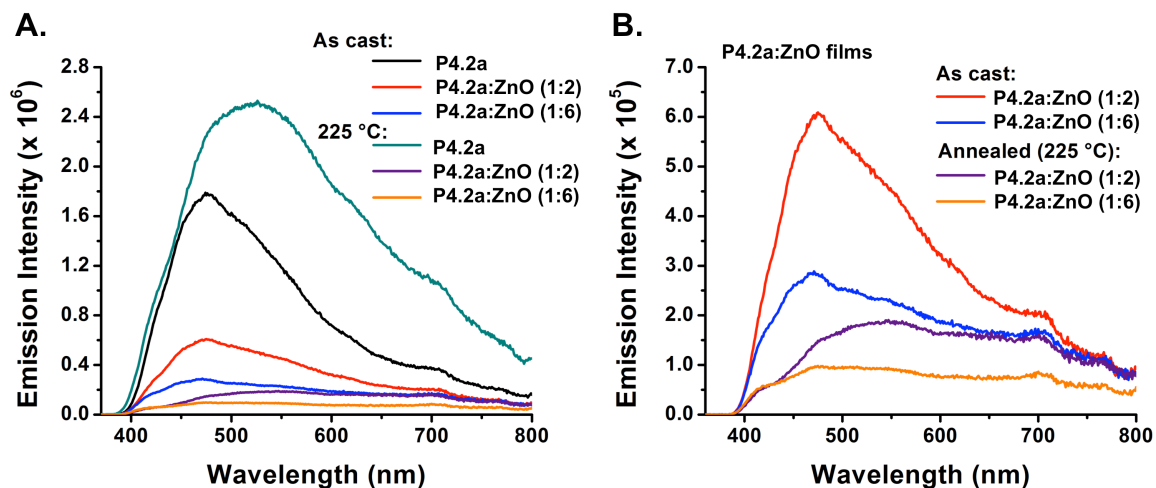 A.
As cast:
P4.2a
P4.2a:ZnO (1:2)
P4.2a:ZnO (1:6)
225 °C:
P4.2a
P4.2a:ZnO (1:2)
P4.2a:ZnO (1:6)
Emission Intensity (x 10⁶)
2.8
2.4
2.0
1.6
1.2
0.8
0.4
0.0
400
500
600
700
800
Wavelength (nm)
B.
P4.2a:ZnO films
As cast:
P4.2a:ZnO (1:2)
P4.2a:ZnO (1:6)
Annealed (225 °C):
P4.2a:ZnO (1:2)
P4.2a:ZnO (1:6)
Emission Intensity (x 10⁵)
7.0
6.0
5.0
4.0
3.0
2.0
1.0
0.0
400
500
600
700
800
Wavelength (nm)